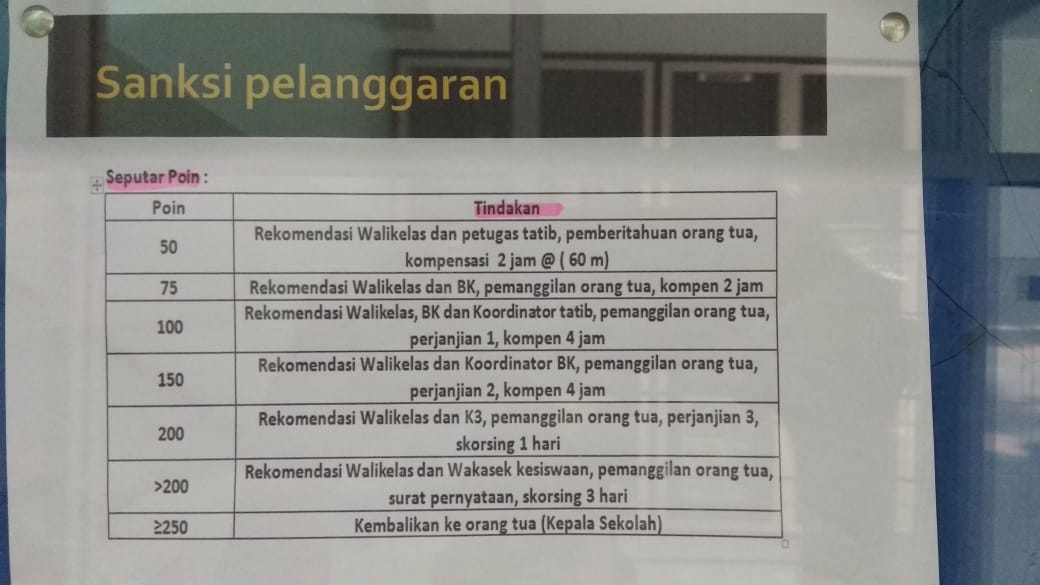 Sanksi pelanggaran
Seputar Poin :
Poin Tindakan
50 Rekomendasi Walikelas dan petugas tatib, pemberitahuan orang tua,
kompensasi 2 jam @ ( 60 m)
75 Rekomendasi Walikelas dan BK, pemanggilan orang tua, kompen 2 jam
100 Rekomendasi Walikelas, BK dan Koordinator tatib, pemanggilan orang tua,
perjanjian 1, kompen 4 jam
150 Rekomendasi Walikelas dan Koordinator BK, pemanggilan orang tua,
perjanjian 2, kompen 4 jam
200 Rekomendasi Walikelas dan K3, pemanggilan orang tua, perjanjian 3,
skorsing 1 hari
>200 Rekomendasi Walikelas dan Wakasek kesiswaan, pemanggilan orang tua,
surat pernyataan, skorsing 3 hari
≥250 Kembalikan ke orang tua (Kepala Sekolah)